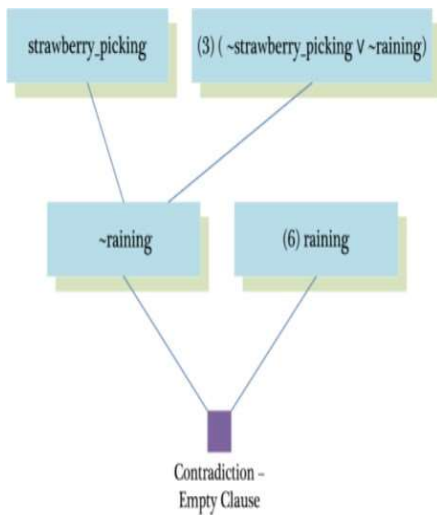 strawberry_picking
(3) ( ~strawberry_picking ∨ ~raining)
~raining
(6) raining
Contradiction –
Empty Clause